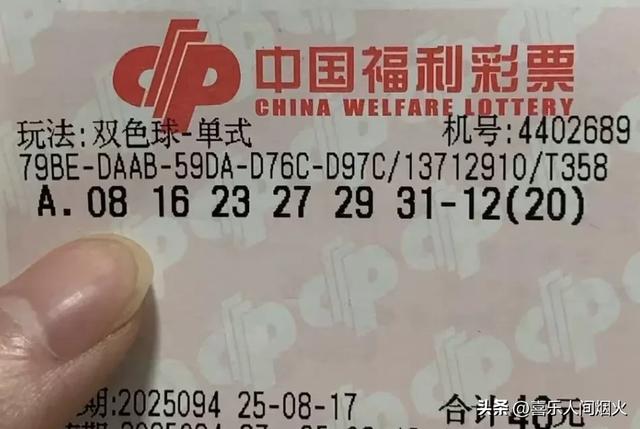 中国福利彩票
CHINA WELFARE LOTTERY
玩法:双色球-单式 机号:4402689
79BE-DAAB-59DA-D76C-D97C/13712910/T358
A. 08 16 23 27 29 31-12(20)
期:2025094 25-08-17 合计40元
头条 @喜乐人间烟火